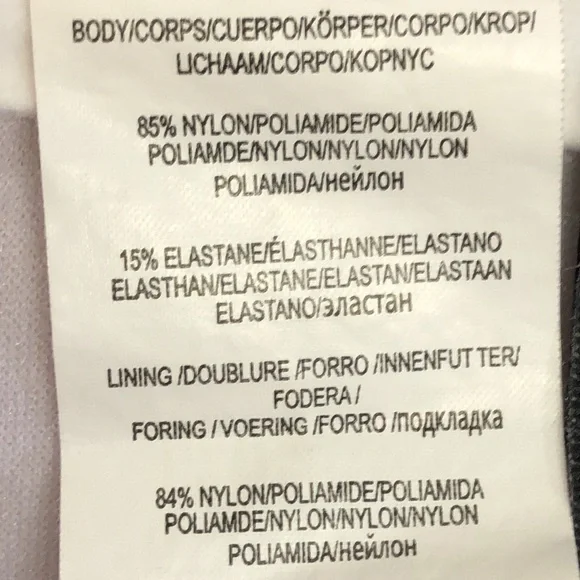 BODY/CORPS/CUERPO/KÖRPER/CORPO/KROP/
LICHAAM/CORPO/KOPNYC
85% NYLON/POLIAMIDE/POLIAMIDA
POLIAMDE/NYLON/NYLON/NYLON
POLIAMIDA/нейлон
15% ELASTANE/ÉLASTHANNE/ELASTANO
ELASTHAN/ELASTANE/ELASTAN/ELASTAAN
ELASTANO/эластан
LINING /DOUBLURE /FORRO /INNENFUT TER/
FODERA /
FORING / VOERING /FORRO /подкладка
84% NYLON/POLIAMIDE/POLIAMIDA
POLIAMDE/NYLON/NYLON/NYLON
POLIAMIDA/нейлон